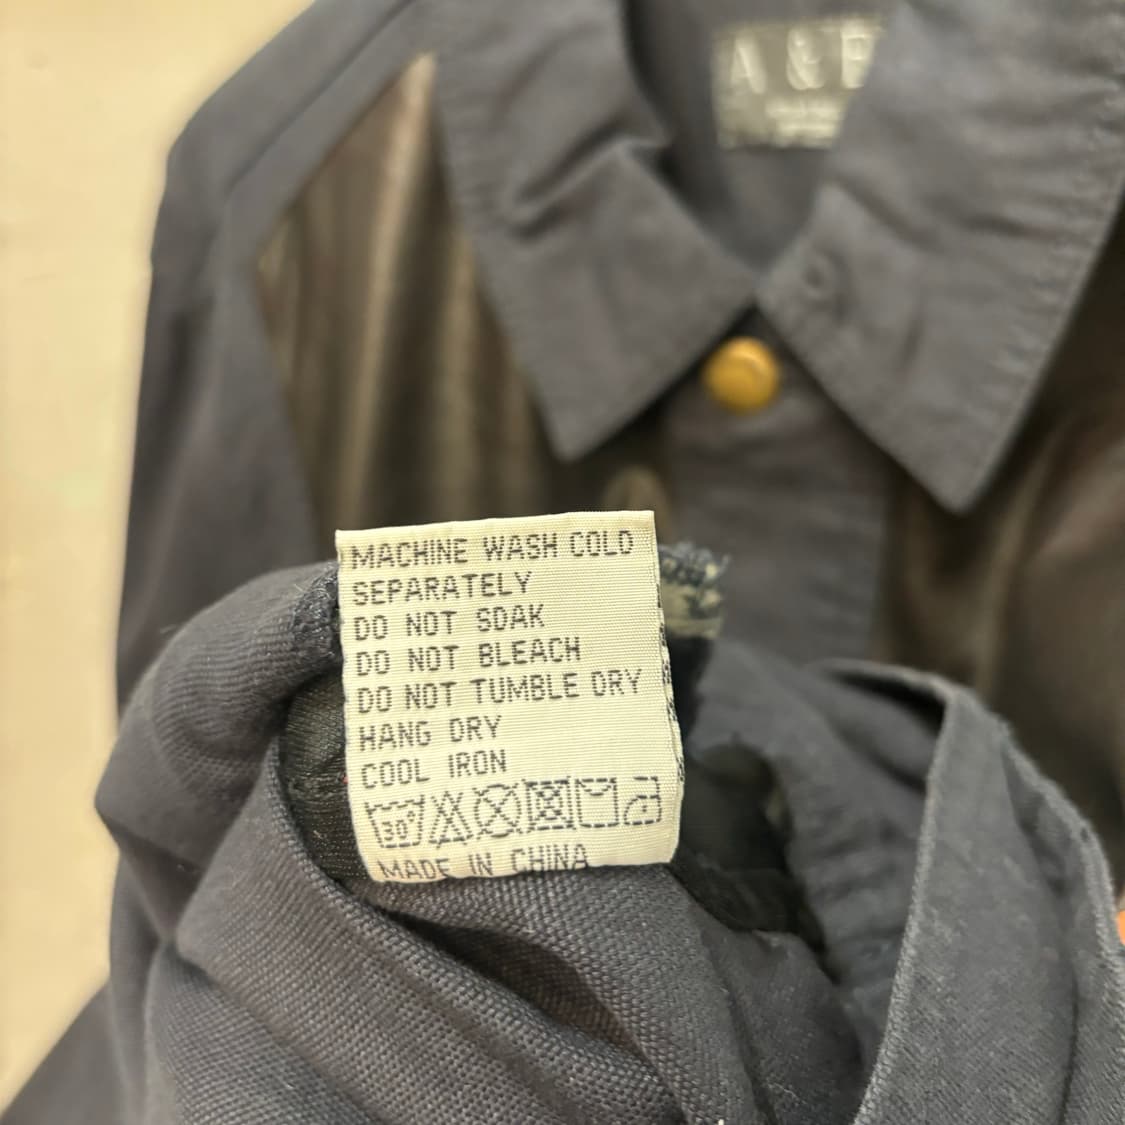 A & E
MACHINE WASH COLD
SEPARATELY
DO NOT SOAK
DO NOT BLEACH
DO NOT TUMBLE DRY
HANG DRY
COOL IRON
30°
MADE IN CHINA